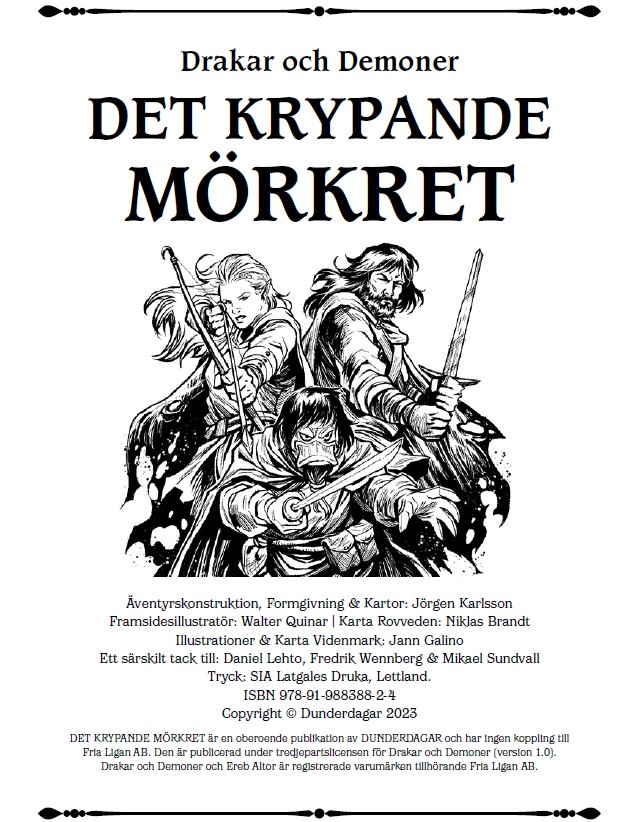 Drakar och Demoner
DET KRYPANDE
MÖRKRET
Äventyrskonstruktion, Formgivning & Kartor: Jörgen Karlsson
Framsidesillustratör: Walter Quinar | Karta Rovveden: Niklas Brandt
Illustrationer & Karta Videnmark: Jann Galino
Ett särskilt tack till: Daniel Lehto, Fredrik Wennberg & Mikael Sundvall
Tryck: SIA Latgales Druka, Lettland.
ISBN 978-91-988388-2-4
Copyright © Dunderdagar 2023
DET KRYPANDE MÖRKRET är en oberoende publikation av DUNDERDAGAR och har ingen koppling till
Fria Ligan AB. Den är publicerad under tredjepartslicensen för Drakar och Demoner (version 1.0).
Drakar och Demoner och Ereb Altor är registrerade varumärken tillhörande Fria Ligan AB.